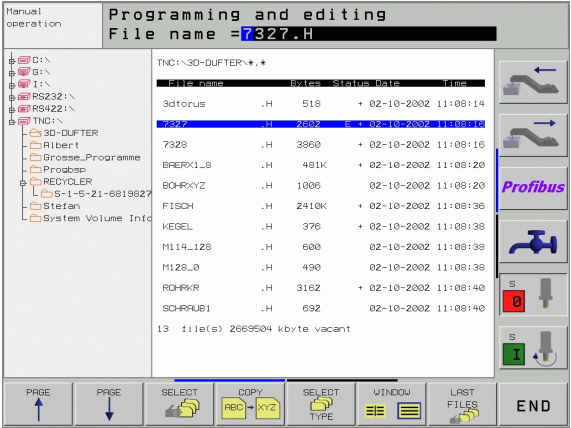 Manual
operation
Programming and editing
File name =7327.H
C:\
G:\
I:\
RS232:\
RS422:\
TNC:\
3D-DUFTER
Albert
Grosse_Programme
Progbsp
RECYCLER
S-1-5-21-6819827
Stefan
System Volume Info
TNC:\3D-DUFTER\*.*
File name Bytes Status Date Time
3dtorus .H 518 + 02-10-2002 11:08:14
7327 .H 2602 E + 02-10-2002 11:08:16
7328 .H 3860 + 02-10-2002 11:08:16
BAERX1_8 .H 481K + 02-10-2002 11:08:20
BOHRXYZ .H 1006 02-10-2002 11:08:20
FISCH .H 2410K + 02-10-2002 11:08:36
KEGEL .H 376 + 02-10-2002 11:08:38
M114_128 .H 600 02-10-2002 11:08:38
M128_0 .H 490 02-10-2002 11:08:38
ROHRKR .H 3162 + 02-10-2002 11:08:40
SCHRAUB1 .H 692 02-10-2002 11:08:40
13 file(s) 2669504 kbyte vacant
Profibus
S
0
S
I
PAGE
PAGE
SELECT
COPY
ABC XYZ
SELECT
TYPE
WINDOW
LAST
FILES
END